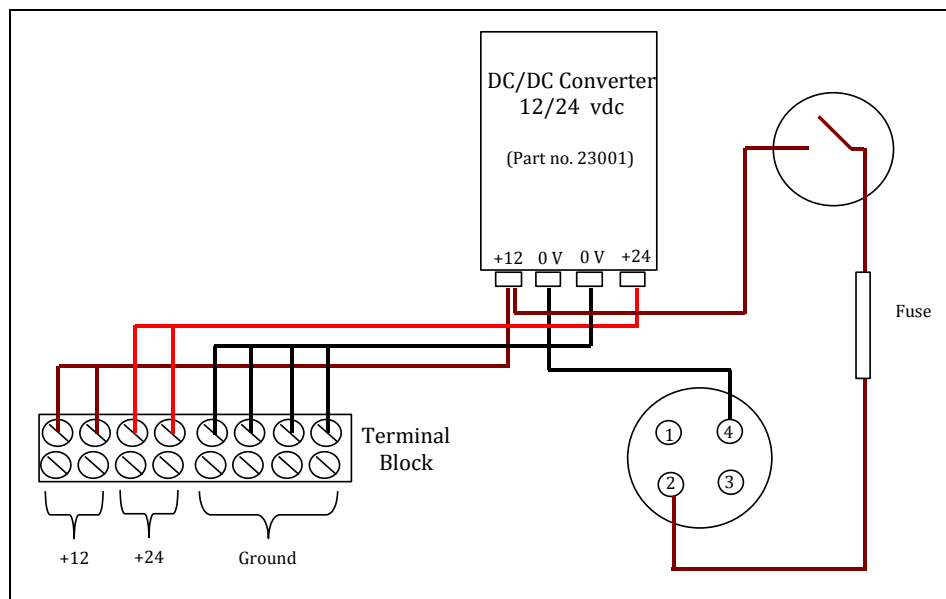 DC/DC Converter
12/24 vdc
(Part no. 23001)
+12 0 V 0 V +24
Fuse
1 4
2 3
Terminal
Block
+12 +24 Ground